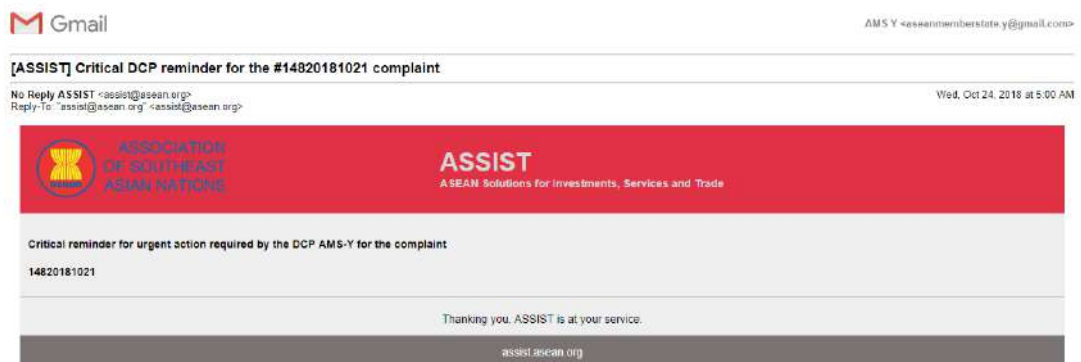 Gmail
AMS Y <aseanmemberstate.y@gmail.com>
[ASSIST] Critical DCP reminder for the #14820181021 complaint
No Reply ASSIST <assist@asean.org>
Wed, Oct 24, 2018 at 5:00 AM
Reply-To: "assist@asean.org" <assist@asean.org>
ASSOCIATION
OF SOUTHEAST
ASIAN NATIONS
ASSIST
ASEAN Solutions for Investments, Services and Trade
Critical reminder for urgent action required by the DCP AMS-Y for the complaint
14820181021
Thanking you. ASSIST is at your service.
assist.asean.org